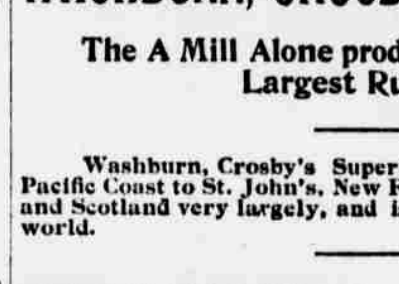 The A Mill Alone prod
Largest Ru
Washburn, Crosby's Super
Pacific Coast to St. John's, New F
and Scotland very largely, and i
world.